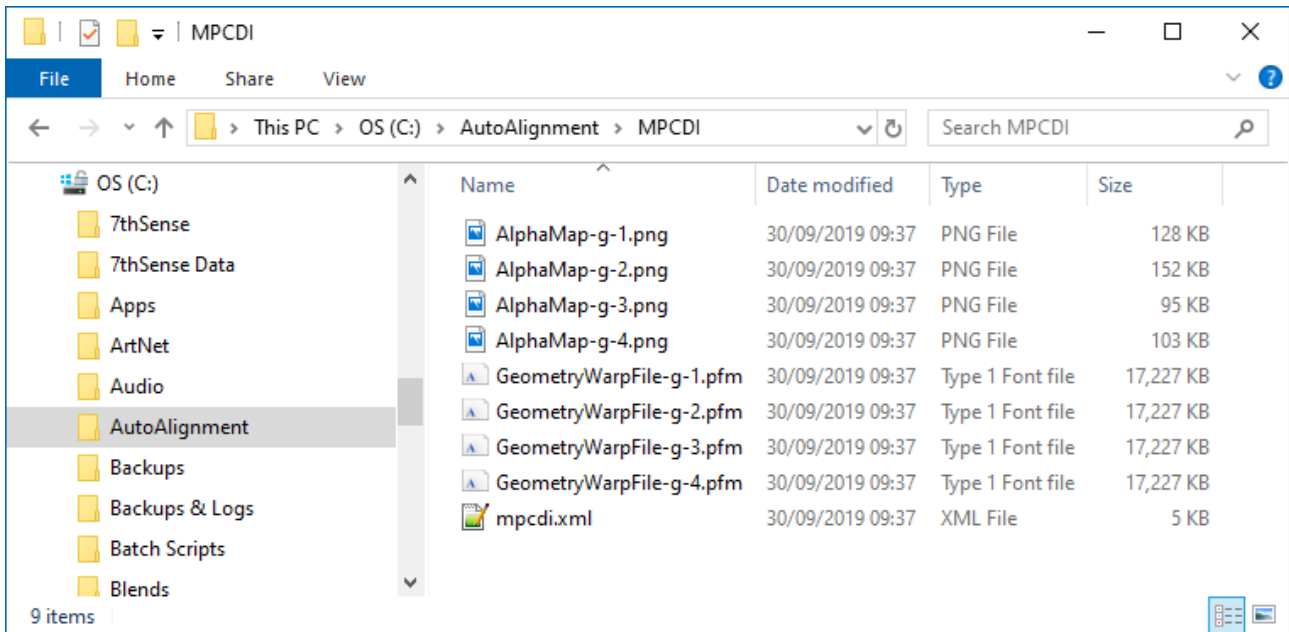 MPCDI
File Home Share View
This PC > OS (C:) > AutoAlignment > MPCDI Search MPCDI
OS (C:)
7thSense
7thSense Data
Apps
ArtNet
Audio
AutoAlignment
Backups
Backups & Logs
Batch Scripts
Blends
Name Date modified Type Size
AlphaMap-g-1.png 30/09/2019 09:37 PNG File 128 KB
AlphaMap-g-2.png 30/09/2019 09:37 PNG File 152 KB
AlphaMap-g-3.png 30/09/2019 09:37 PNG File 95 KB
AlphaMap-g-4.png 30/09/2019 09:37 PNG File 103 KB
GeometryWarpFile-g-1.pfm 30/09/2019 09:37 Type 1 Font file 17,227 KB
GeometryWarpFile-g-2.pfm 30/09/2019 09:37 Type 1 Font file 17,227 KB
GeometryWarpFile-g-3.pfm 30/09/2019 09:37 Type 1 Font file 17,227 KB
GeometryWarpFile-g-4.pfm 30/09/2019 09:37 Type 1 Font file 17,227 KB
mpcdi.xml 30/09/2019 09:37 XML File 5 KB
9 items